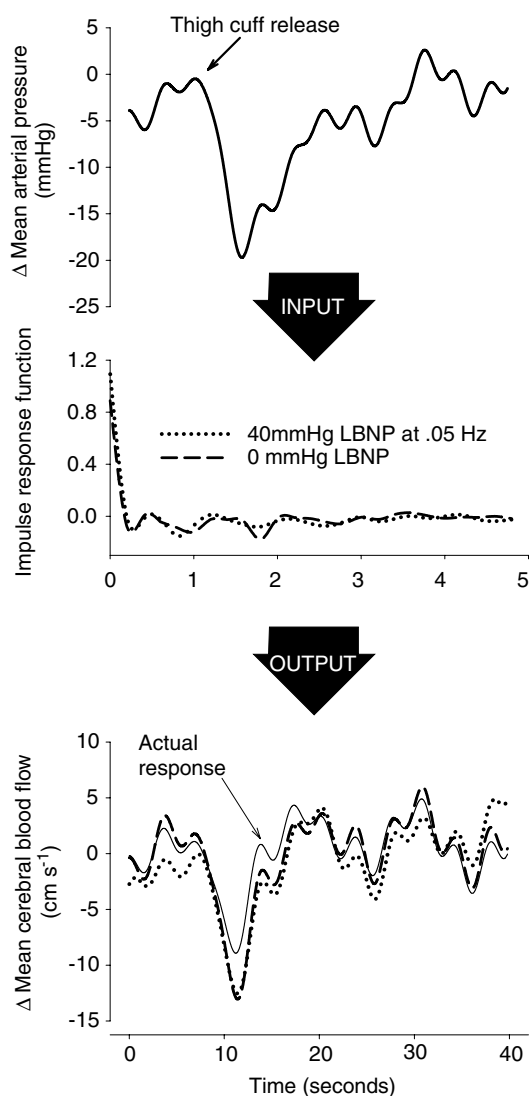 Thigh cuff release
Δ Mean arterial pressure
(mmHg)
5
0
-5
-10
-15
-20
-25
INPUT
Impulse response function
1.2
0.8
0.4
0.0
40mmHg LBNP at .05 Hz
0 mmHg LBNP
0
1
2
3
4
5
OUTPUT
Δ Mean cerebral blood flow
(cm s-1)
10
5
0
-5
-10
-15
Actual
response
0
10
20
30
40
Time (seconds)